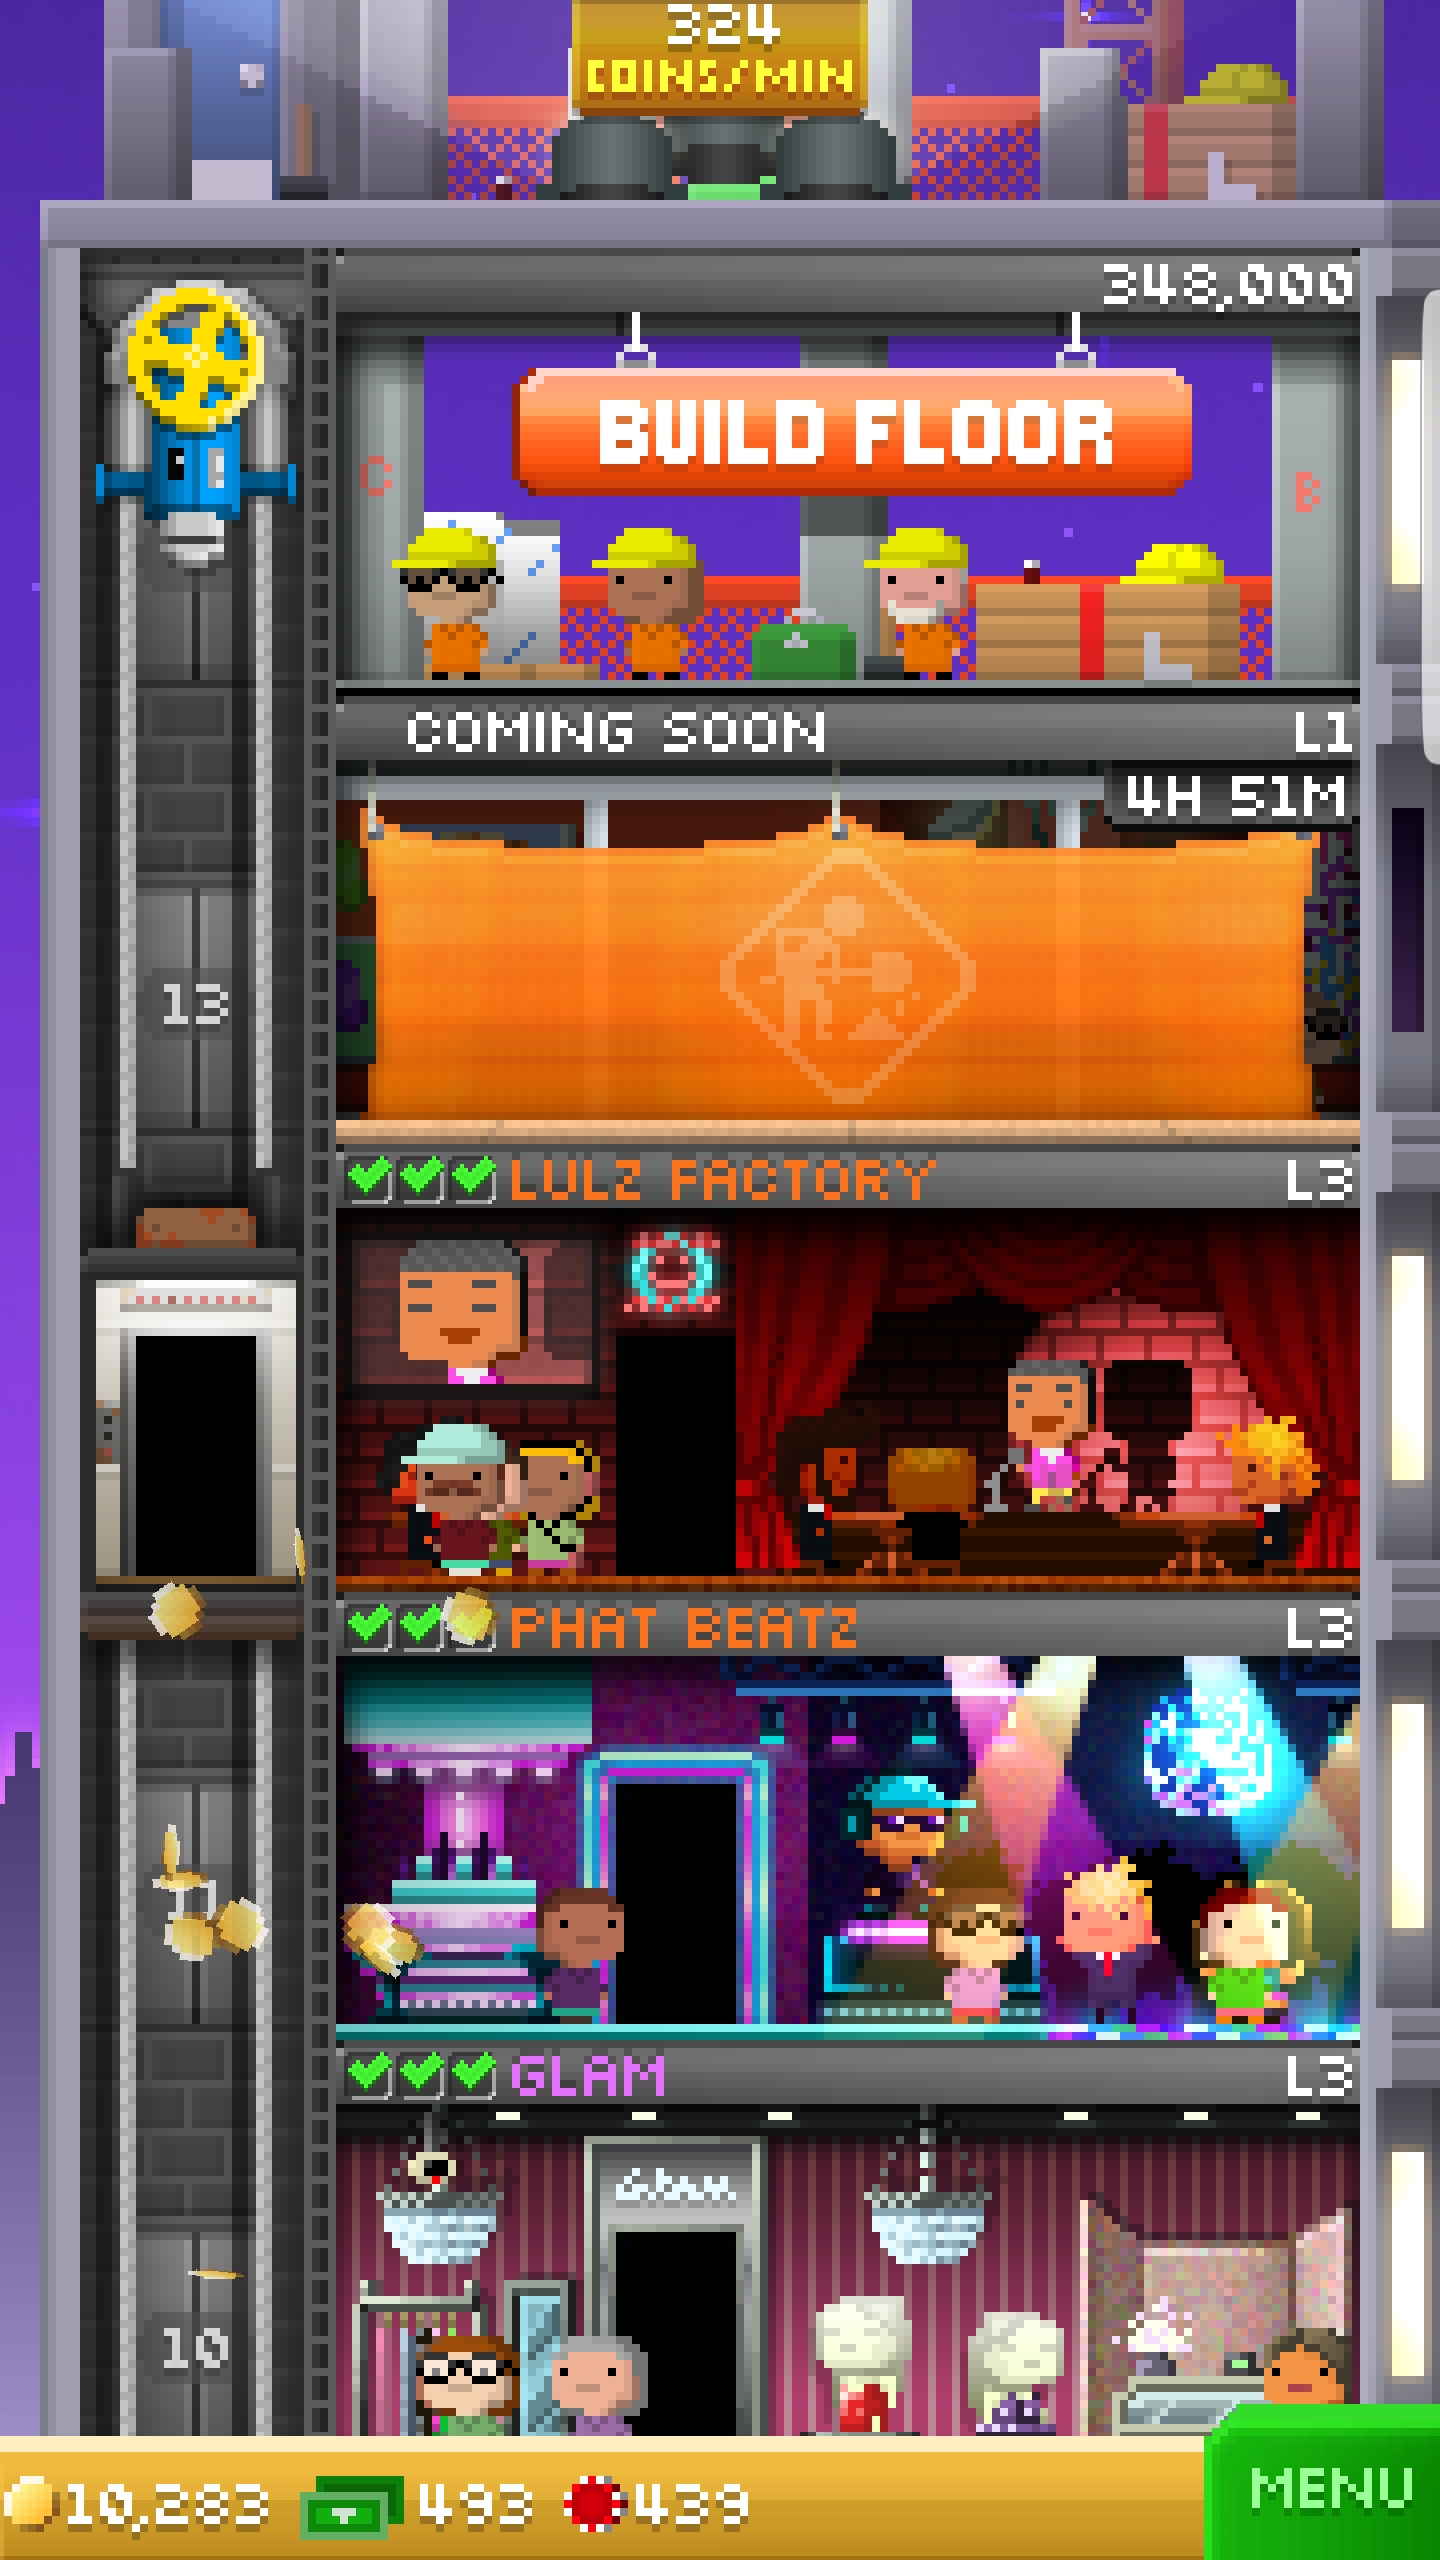 324
COINS/MIN
348,000
BUILD FLOOR
C
B
COMING SOON
L1
4H 51M
13
LULZ FACTORY
L3
PHAT BEATZ
L3
GLAM
L3
Glam
10
10,283
493
439
MENU